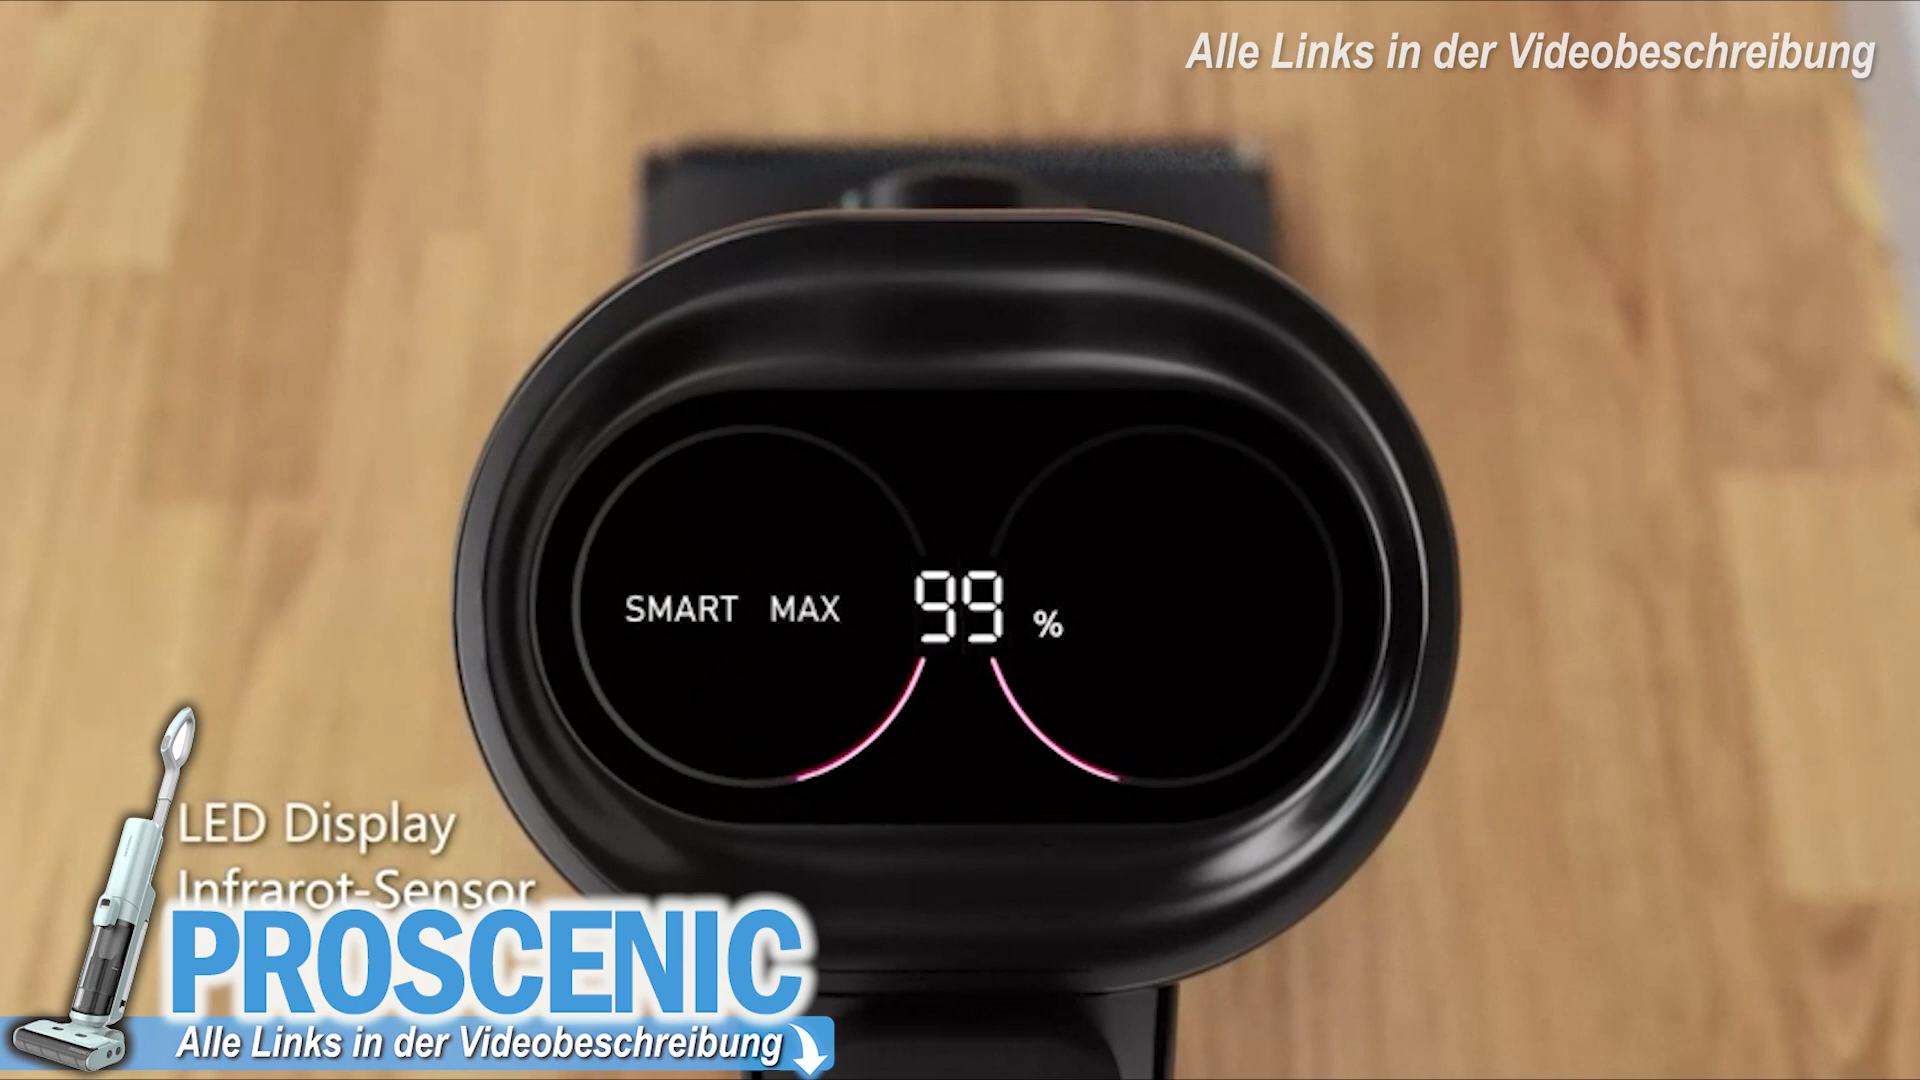 Alle Links in der Videobeschreibung
SMART MAX 99 %
LED Display
Infrarot-Sensor
PROSCENIC
Alle Links in der Videobeschreibung